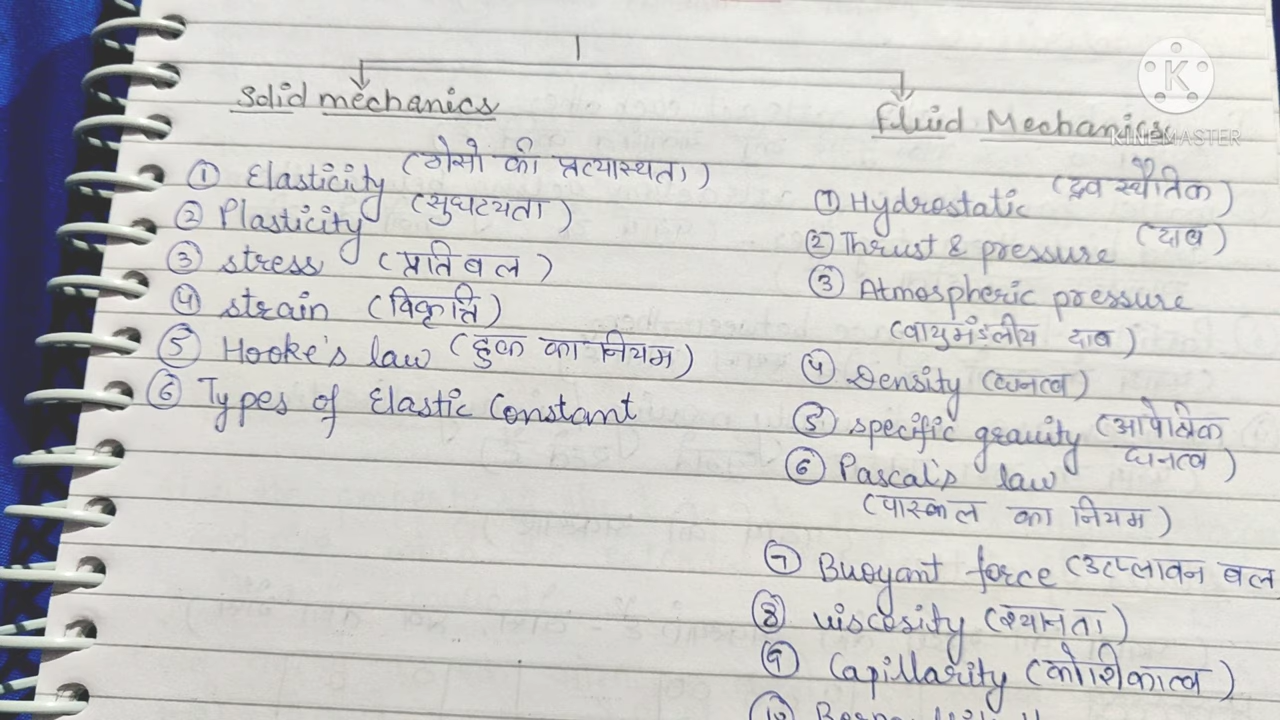 Solid mechanics
① Elasticity (गेसो की प्रत्यास्थता)
② Plasticity (सुघटयता)
③ stress (प्रतिबल)
④ strain (विकृति)
⑤ Hooke's law (हुक का नियम)
⑥ Types of Elastic Constant
Fluid Mechanics
① Hydrostatic (द्रव स्थैतिक)
② Thrust & pressure (दाब)
③ Atmospheric pressure
(वायुमंडलीय दाब)
④ Density (घनत्व)
⑤ specific gravity (आपेक्षिक
घनत्व)
⑥ Pascal's law
(पास्कल का नियम)
⑦ Buoyant force (उत्प्लावन बल
⑧ viscosity (श्यानता)
⑨ Capillarity (कोशिकात्व)
⑩
K
KINEMASTER